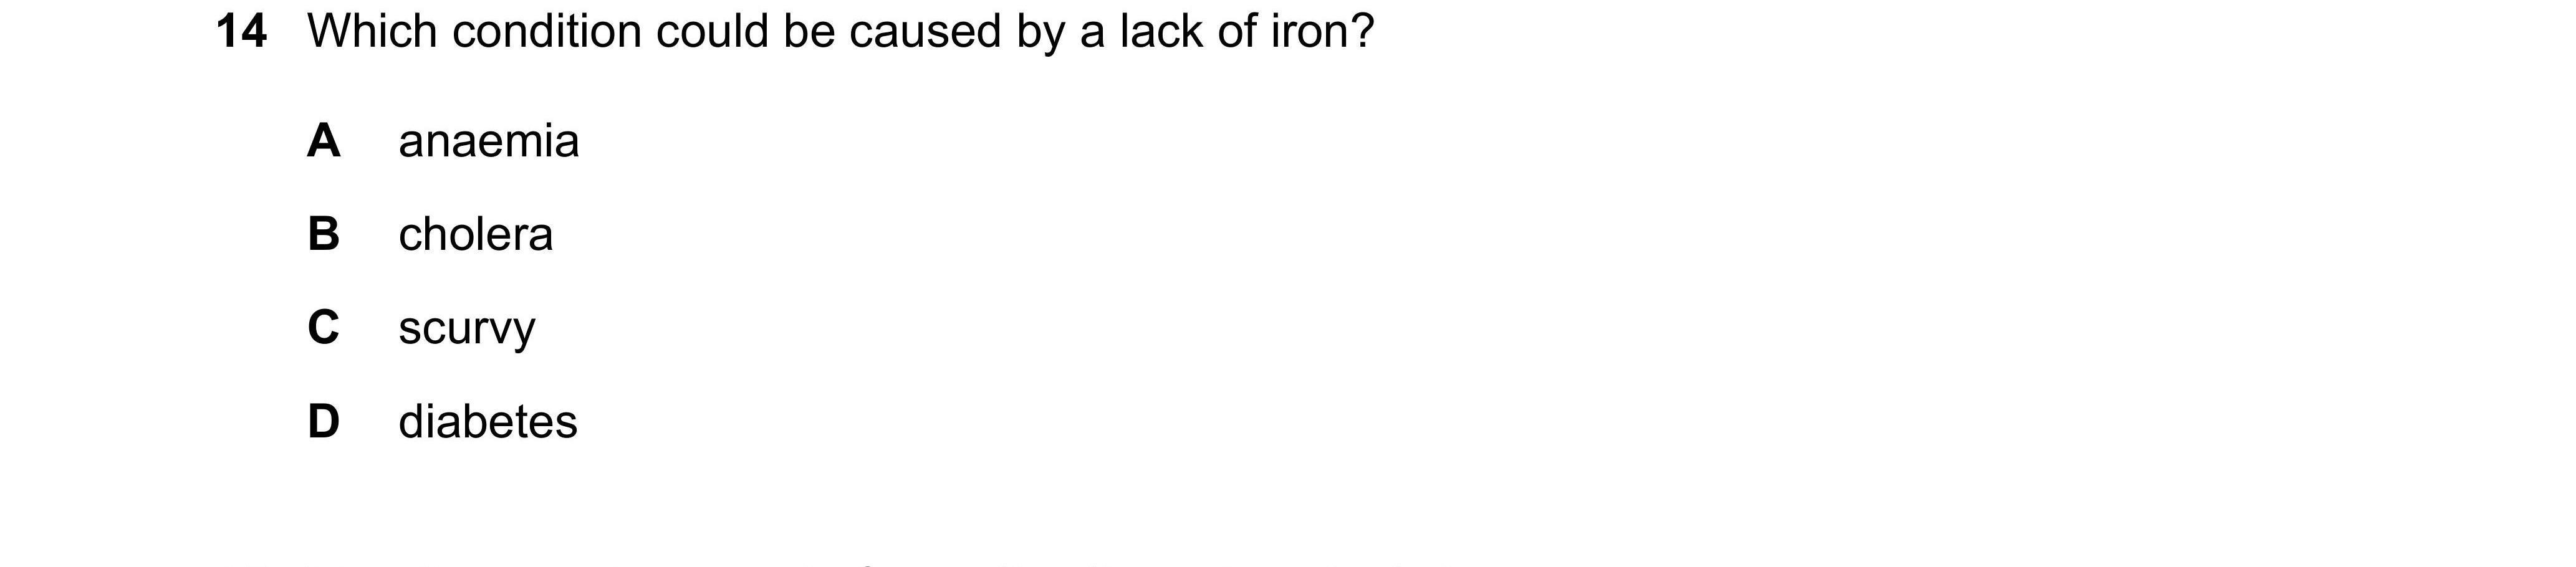 14 Which condition could be caused by a lack of iron?
A anaemia
B cholera
C scurvy
D diabetes